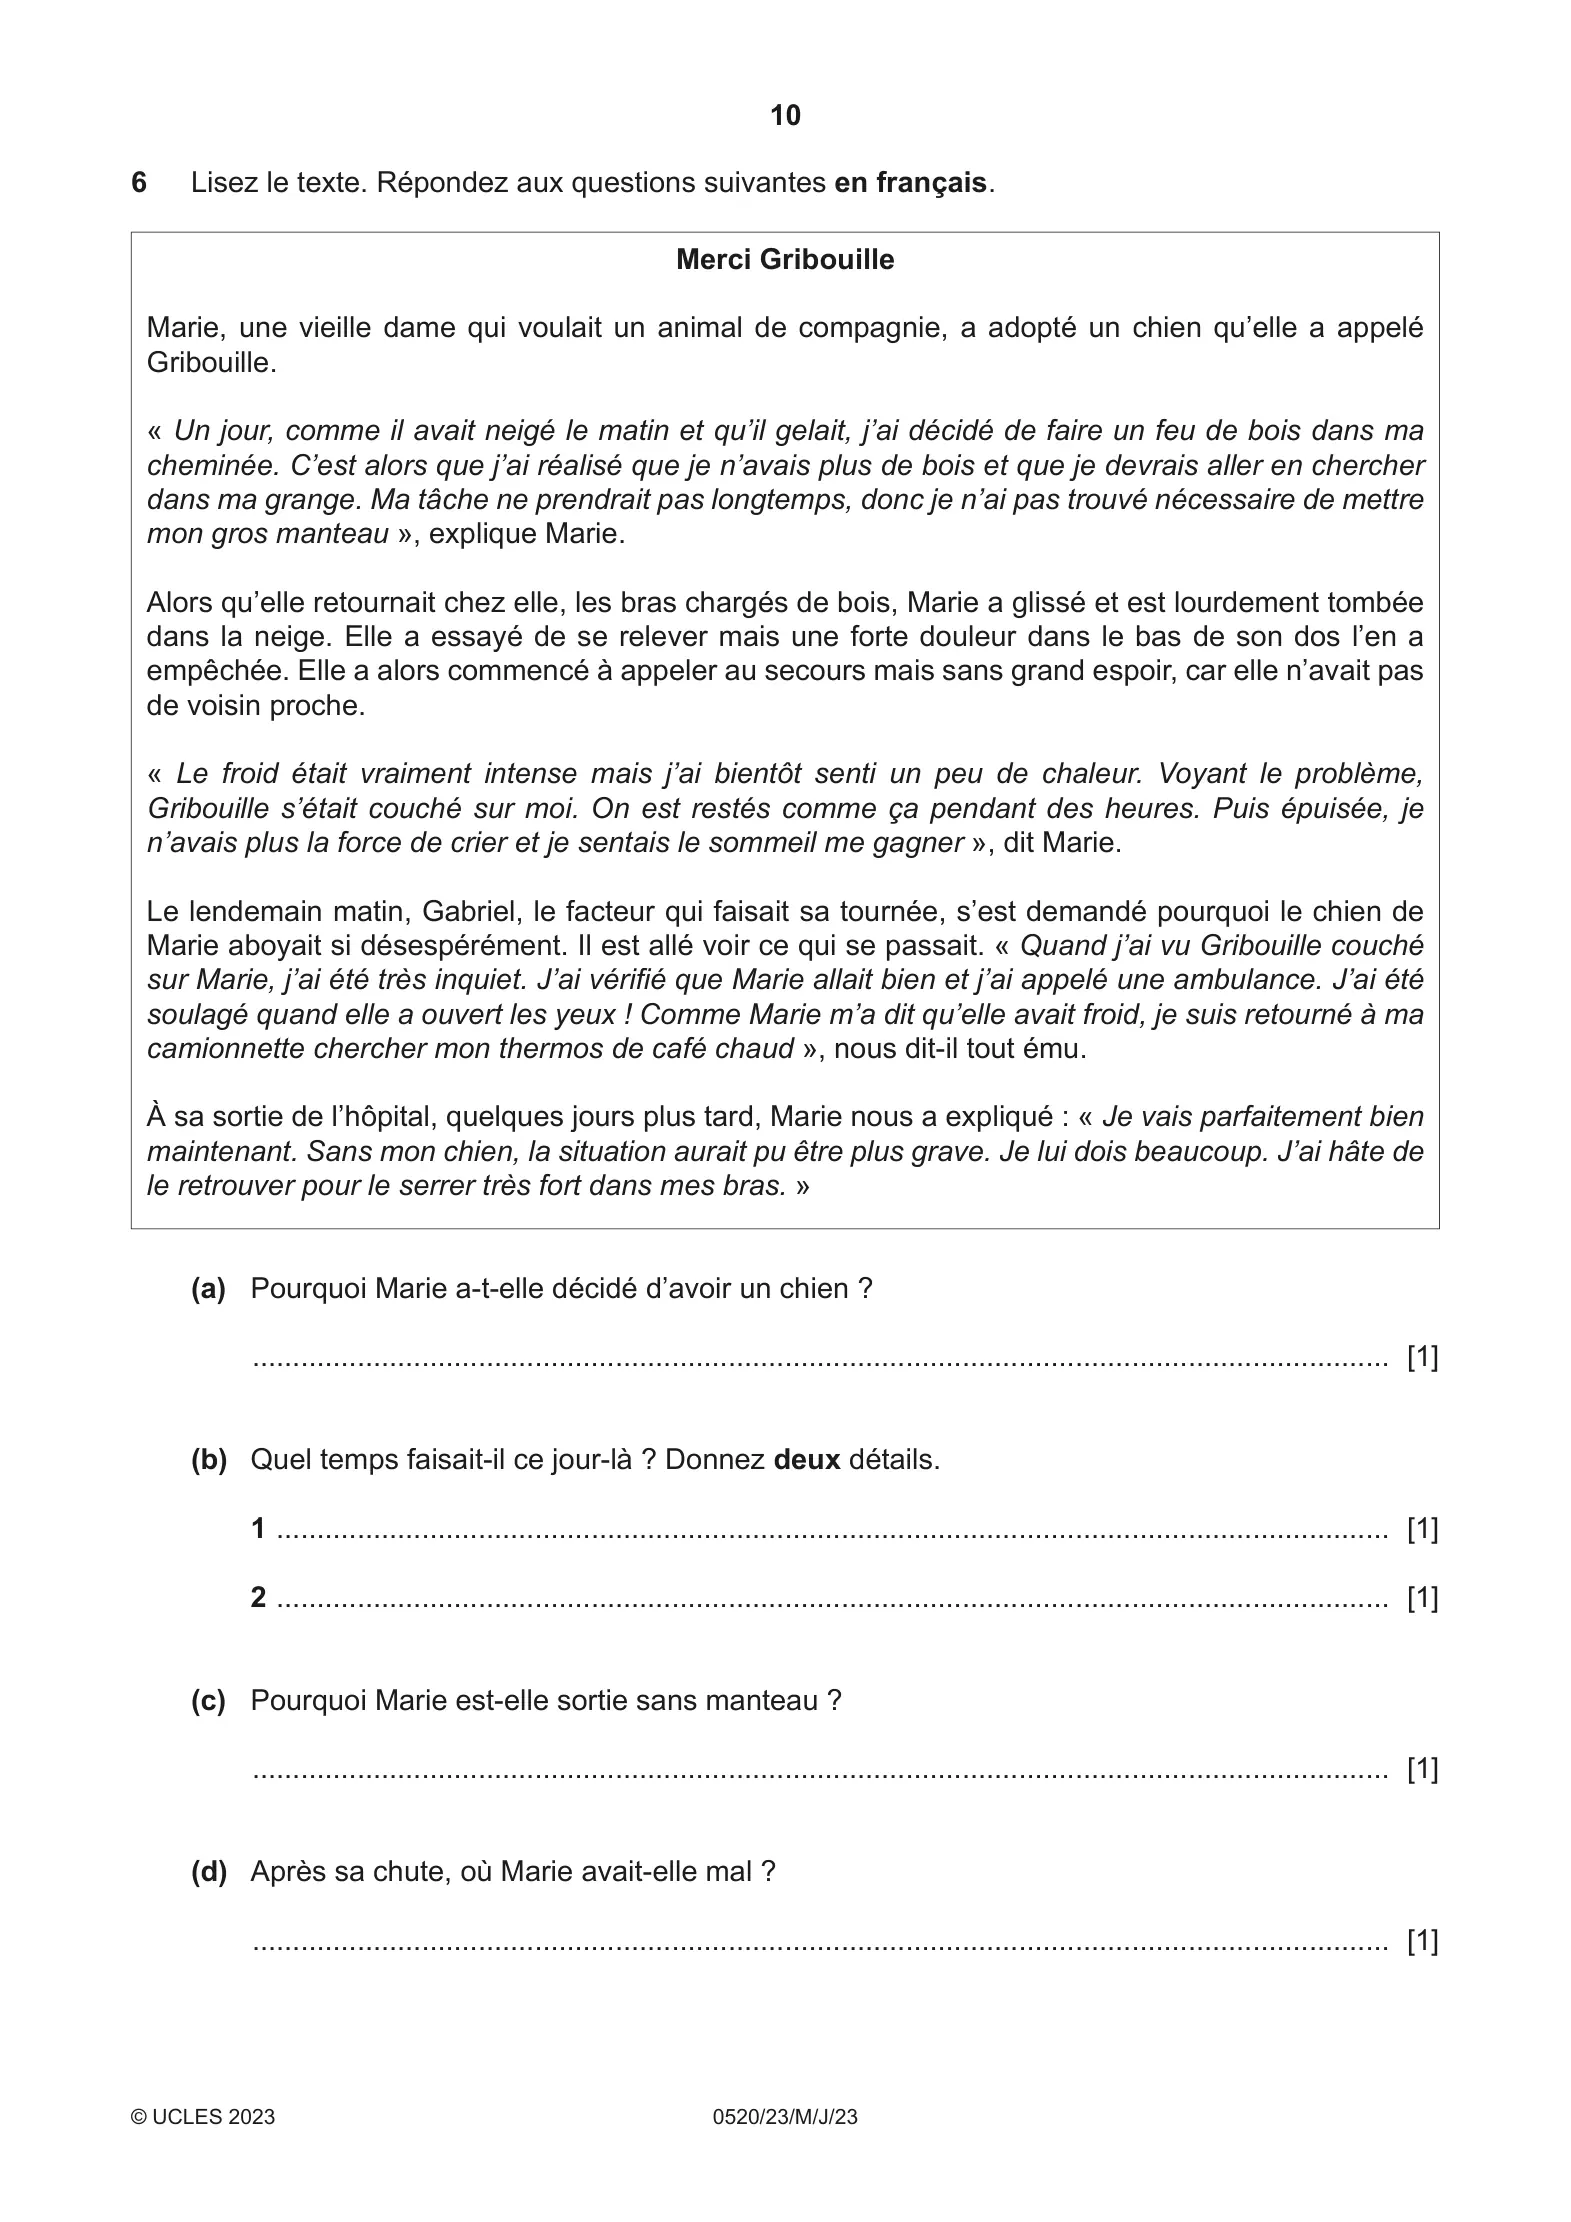 10
6 Lisez le texte. Répondez aux questions suivantes en français.
Merci Gribouille
Marie, une vieille dame qui voulait un animal de compagnie, a adopté un chien qu’elle a appelé
Gribouille.
« Un jour, comme il avait neigé le matin et qu’il gelait, j’ai décidé de faire un feu de bois dans ma
cheminée. C’est alors que j’ai réalisé que je n’avais plus de bois et que je devrais aller en chercher
dans ma grange. Ma tâche ne prendrait pas longtemps, donc je n’ai pas trouvé nécessaire de mettre
mon gros manteau », explique Marie.
Alors qu’elle retournait chez elle, les bras chargés de bois, Marie a glissé et est lourdement tombée
dans la neige. Elle a essayé de se relever mais une forte douleur dans le bas de son dos l’en a
empêchée. Elle a alors commencé à appeler au secours mais sans grand espoir, car elle n’avait pas
de voisin proche.
« Le froid était vraiment intense mais j’ai bientôt senti un peu de chaleur. Voyant le problème,
Gribouille s’était couché sur moi. On est restés comme ça pendant des heures. Puis épuisée, je
n’avais plus la force de crier et je sentais le sommeil me gagner », dit Marie.
Le lendemain matin, Gabriel, le facteur qui faisait sa tournée, s’est demandé pourquoi le chien de
Marie aboyait si désespérément. Il est allé voir ce qui se passait. « Quand j’ai vu Gribouille couché
sur Marie, j’ai été très inquiet. J’ai vérifié que Marie allait bien et j’ai appelé une ambulance. J’ai été
soulagé quand elle a ouvert les yeux ! Comme Marie m’a dit qu’elle avait froid, je suis retourné à ma
camionnette chercher mon thermos de café chaud », nous dit-il tout ému.
À sa sortie de l’hôpital, quelques jours plus tard, Marie nous a expliqué : « Je vais parfaitement bien
maintenant. Sans mon chien, la situation aurait pu être plus grave. Je lui dois beaucoup. J’ai hâte de
le retrouver pour le serrer très fort dans mes bras. »
(a) Pourquoi Marie a-t-elle décidé d’avoir un chien ?
[1]
(b) Quel temps faisait-il ce jour-là ? Donnez deux détails.
1 [1]
2 [1]
(c) Pourquoi Marie est-elle sortie sans manteau ?
[1]
(d) Après sa chute, où Marie avait-elle mal ?
[1]
© UCLES 2023 0520/23/M/J/23